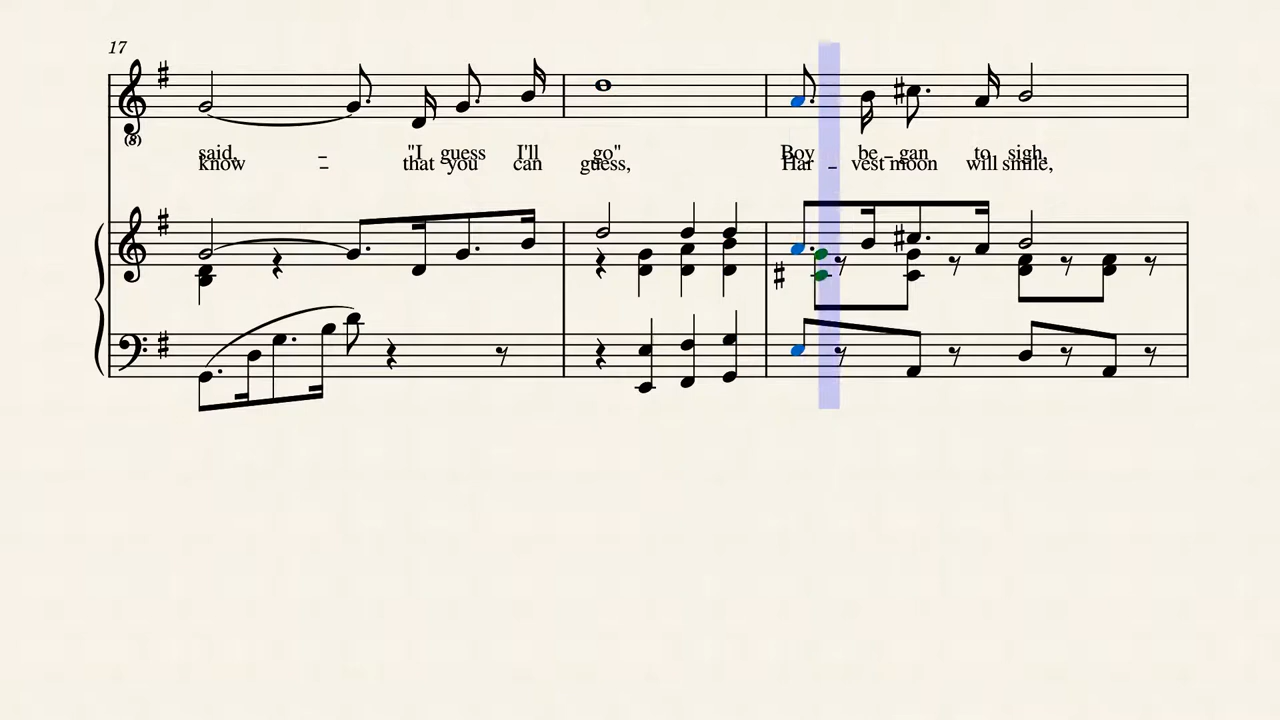 17
8
said, - "I guess I'll go" Boy be - gan to sigh,
know - that you can guess, Har - vest moon will smile,